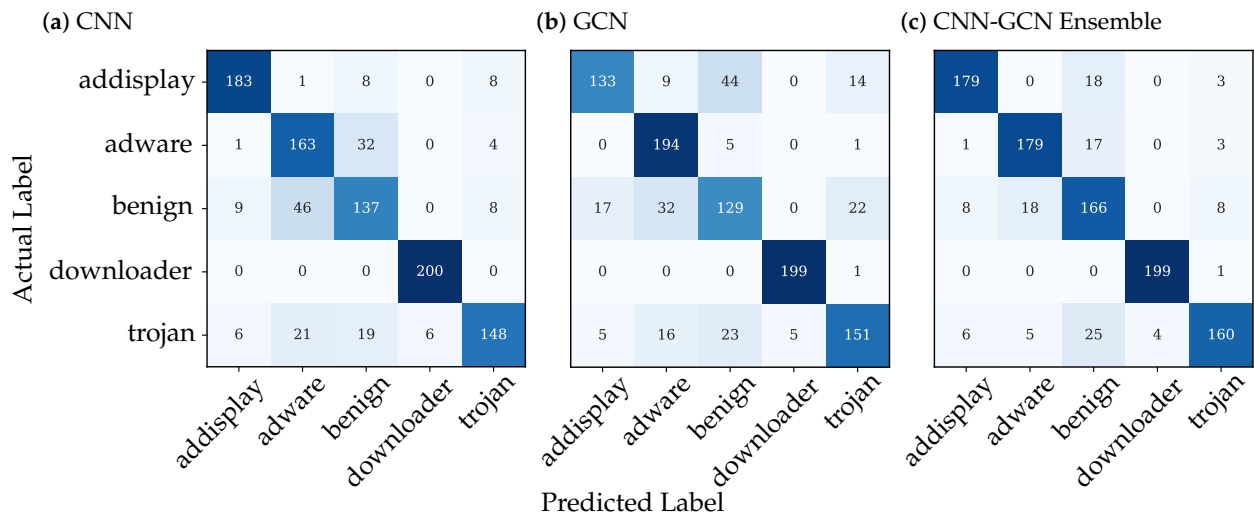 (a) CNN
(b) GCN
(c) CNN-GCN Ensemble
Actual Label
addisplay 183 1 8 0 8 133 9 44 0 14 179 0 18 0 3
adware 1 163 32 0 4 0 194 5 0 1 1 179 17 0 3
benign 9 46 137 0 8 17 32 129 0 22 8 18 166 0 8
downloader 0 0 0 200 0 0 0 0 199 1 0 0 0 199 1
trojan 6 21 19 6 148 5 16 23 5 151 6 5 25 4 160
addisplay adware benign downloader trojan addisplay adware benign downloader trojan addisplay adware benign downloader trojan
Predicted Label